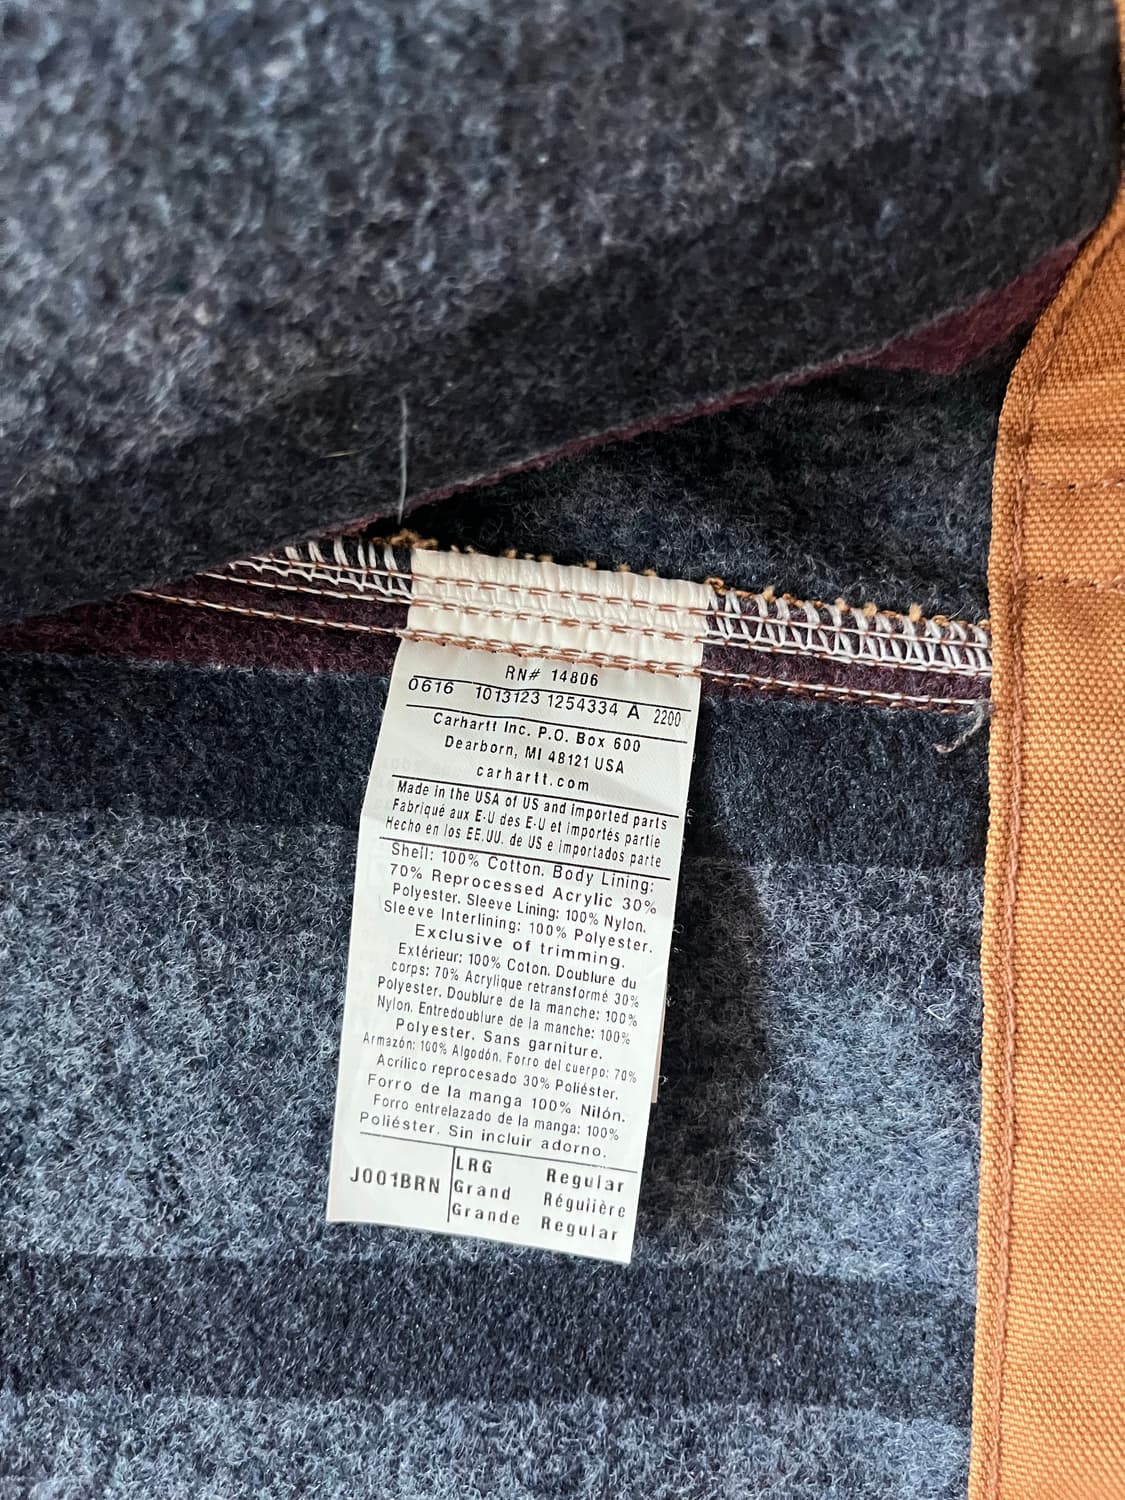 RN# 14806
0616 1013123 1254334 A 2200
Carhartt Inc. P.O. Box 600
Dearborn, MI 48121 USA
carhartt.com
Made in the USA of US and imported parts
Fabriqué aux E-U des E-U et importés partie
Hecho en los EE.UU. de US e importados parte
Shell: 100% Cotton. Body Lining:
70% Reprocessed Acrylic 30%
Polyester. Sleeve Lining: 100% Nylon.
Sleeve Interlining: 100% Polyester.
Exclusive of trimming.
Extérieur: 100% Coton. Doublure du
corps: 70% Acrylique retransformé 30%
Polyester. Doublure de la manche: 100%
Nylon. Entredoublure de la manche: 100%
Polyester. Sans garniture.
Armazón: 100% Algodón. Forro del cuerpo: 70%
Acrílico reprocesado 30% Poliéster.
Forro de la manga 100% Nilón.
Forro entrelazado de la manga: 100%
Poliéster. Sin incluir adorno.
J001BRN LRG Regular
Grand Régulière
Grande Regular